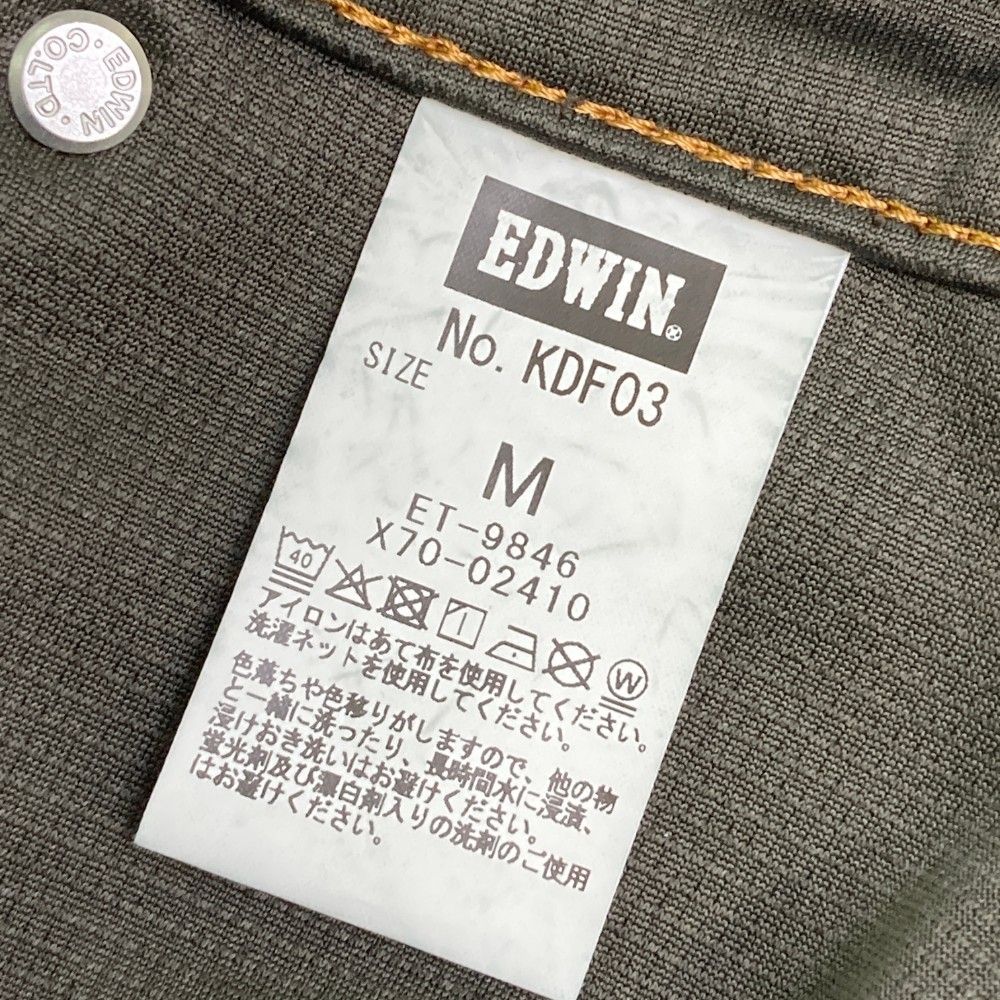 EDWIN CO.LTD
EDWIN®
No. KDF03
SIZE
M
ET-9846
X70-02410
40
W
アイロンはあて布を使用してください。
洗濯ネットを使用してください。
色落ちや色移りがしますので、他の物
と一緒に洗ったり、長時間水に浸漬、
浸けおき洗いはお避けください。
蛍光剤及び漂白剤入りの洗剤のご使用
はお避けください。